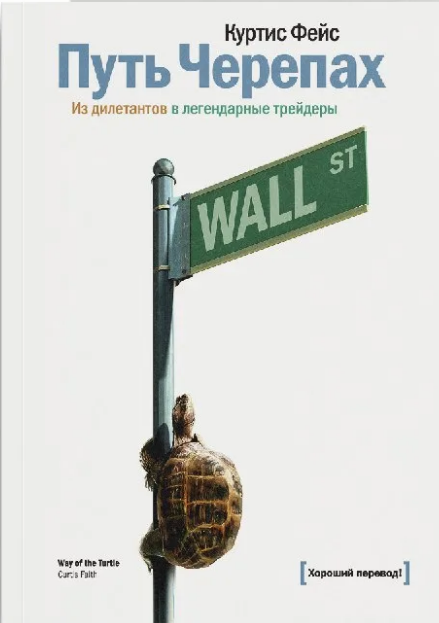 Куртис Фейс
Путь Черепах
Из дилетантов в легендарные трейдеры
WALL ST
Way of the Turtle
Curtis Faith
[Хороший перевод!]